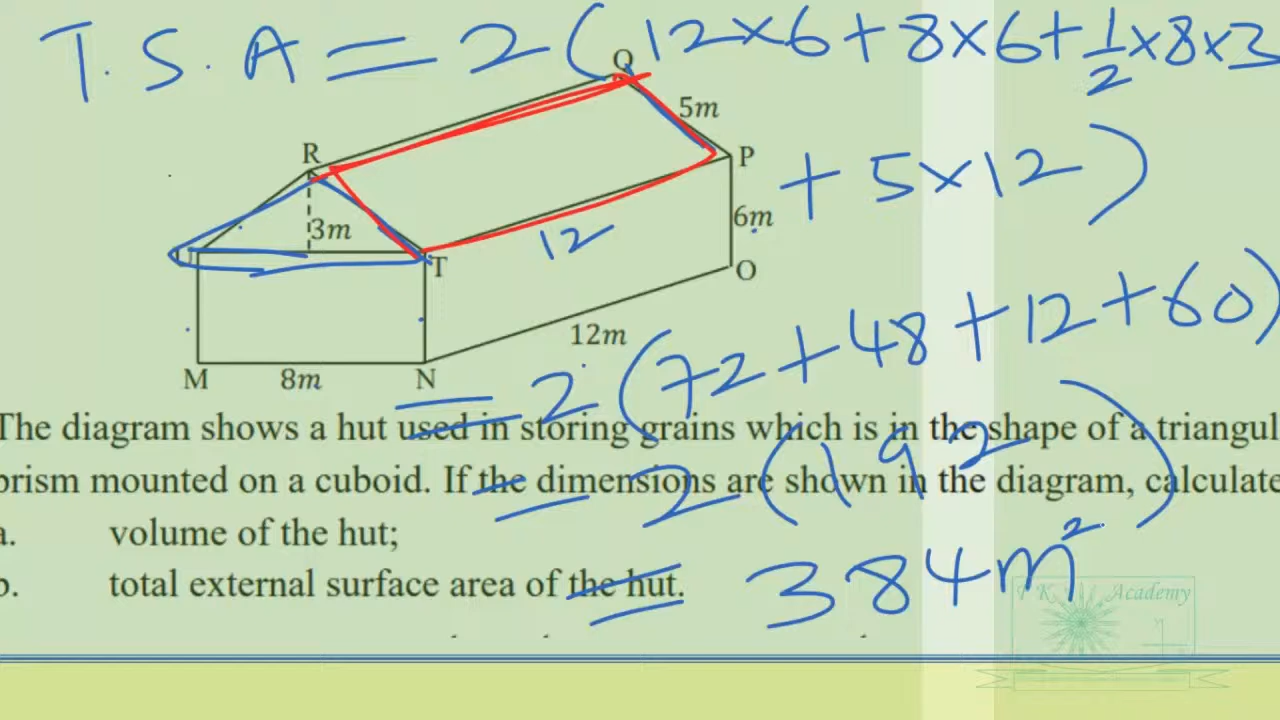 T.S.A = 2(12×6+8×6+½×8×3
Q
5m
R
P
+ 5×12)
3m
6m
12
T
O
12m
= 2(72+48+12+60)
M
8m
N
The diagram shows a hut used in storing grains which is in the shape of a triangul
prism mounted on a cuboid. If the dimensions are shown in the diagram, calculate
= 2(192)
a. volume of the hut;
b. total external surface area of the hut.
= 384m²
Academy